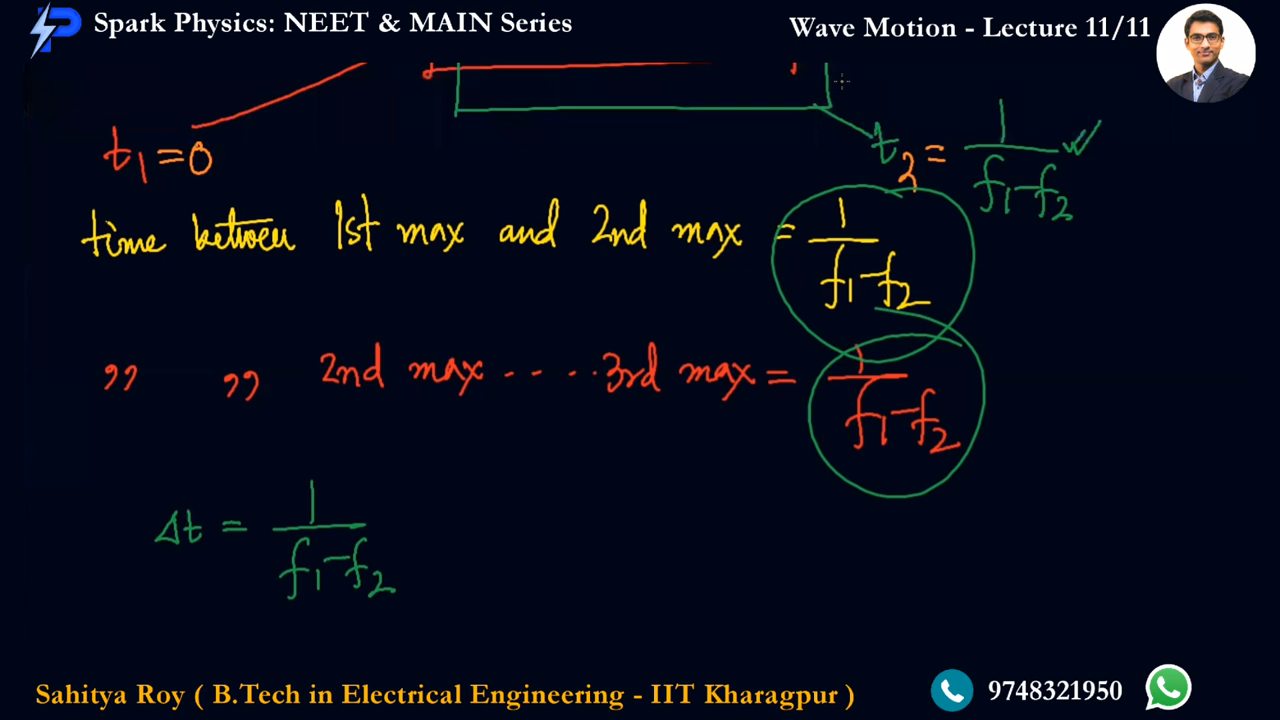 Spark Physics: NEET & MAIN Series
Wave Motion - Lecture 11/11
t₁ = 0
t₂ = 1/(f₁-f₂) ✓
time between 1st max and 2nd max = 1/(f₁-f₂)
" " 2nd max ..... 3rd max = 1/(f₁-f₂)
Δt = 1/(f₁-f₂)
Sahitya Roy ( B.Tech in Electrical Engineering - IIT Kharagpur )
9748321950